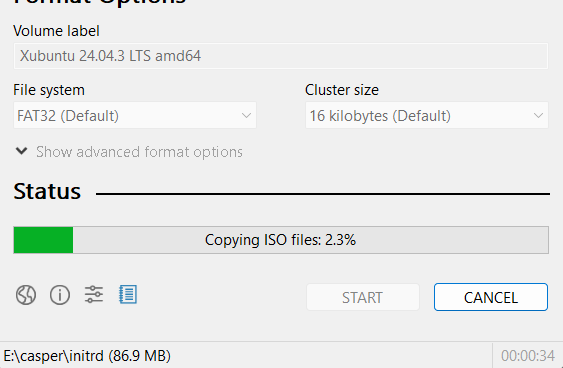 Format Options
Volume label
Xubuntu 24.04.3 LTS amd64
File system
Cluster size
FAT32 (Default)
16 kilobytes (Default)
Show advanced format options
Status
Copying ISO files: 2.3%
START
CANCEL
E:\casper\initrd (86.9 MB)
00:00:34